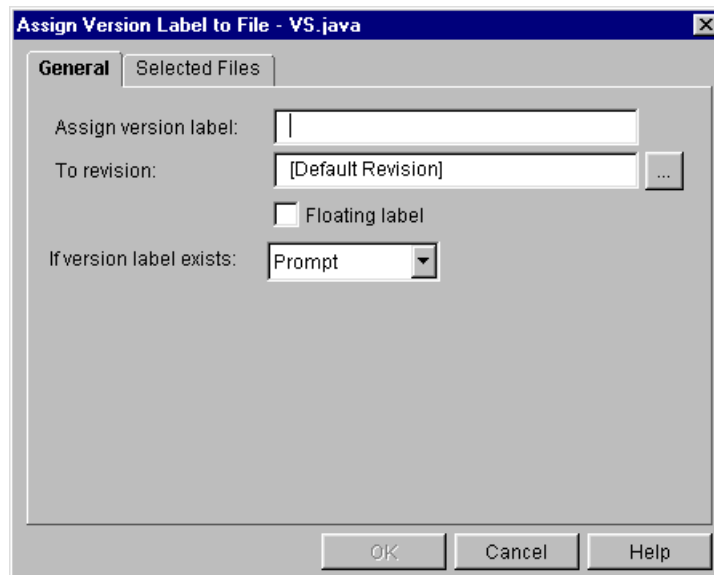 Assign Version Label to File - VS.java
General Selected Files
Assign version label:
To revision: [Default Revision] ...
Floating label
If version label exists: Prompt
OK Cancel Help